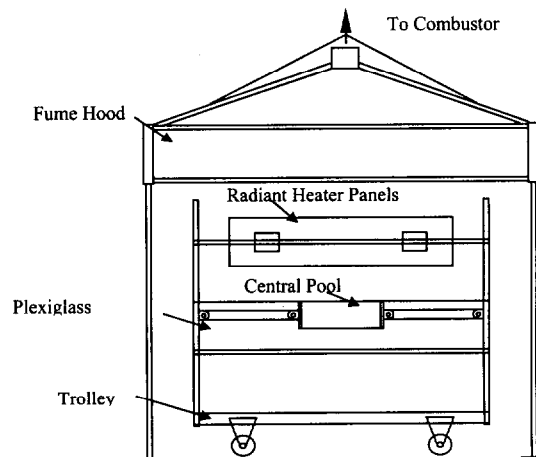 To Combustor
Fume Hood
Radiant Heater Panels
Central Pool
Plexiglass
Trolley